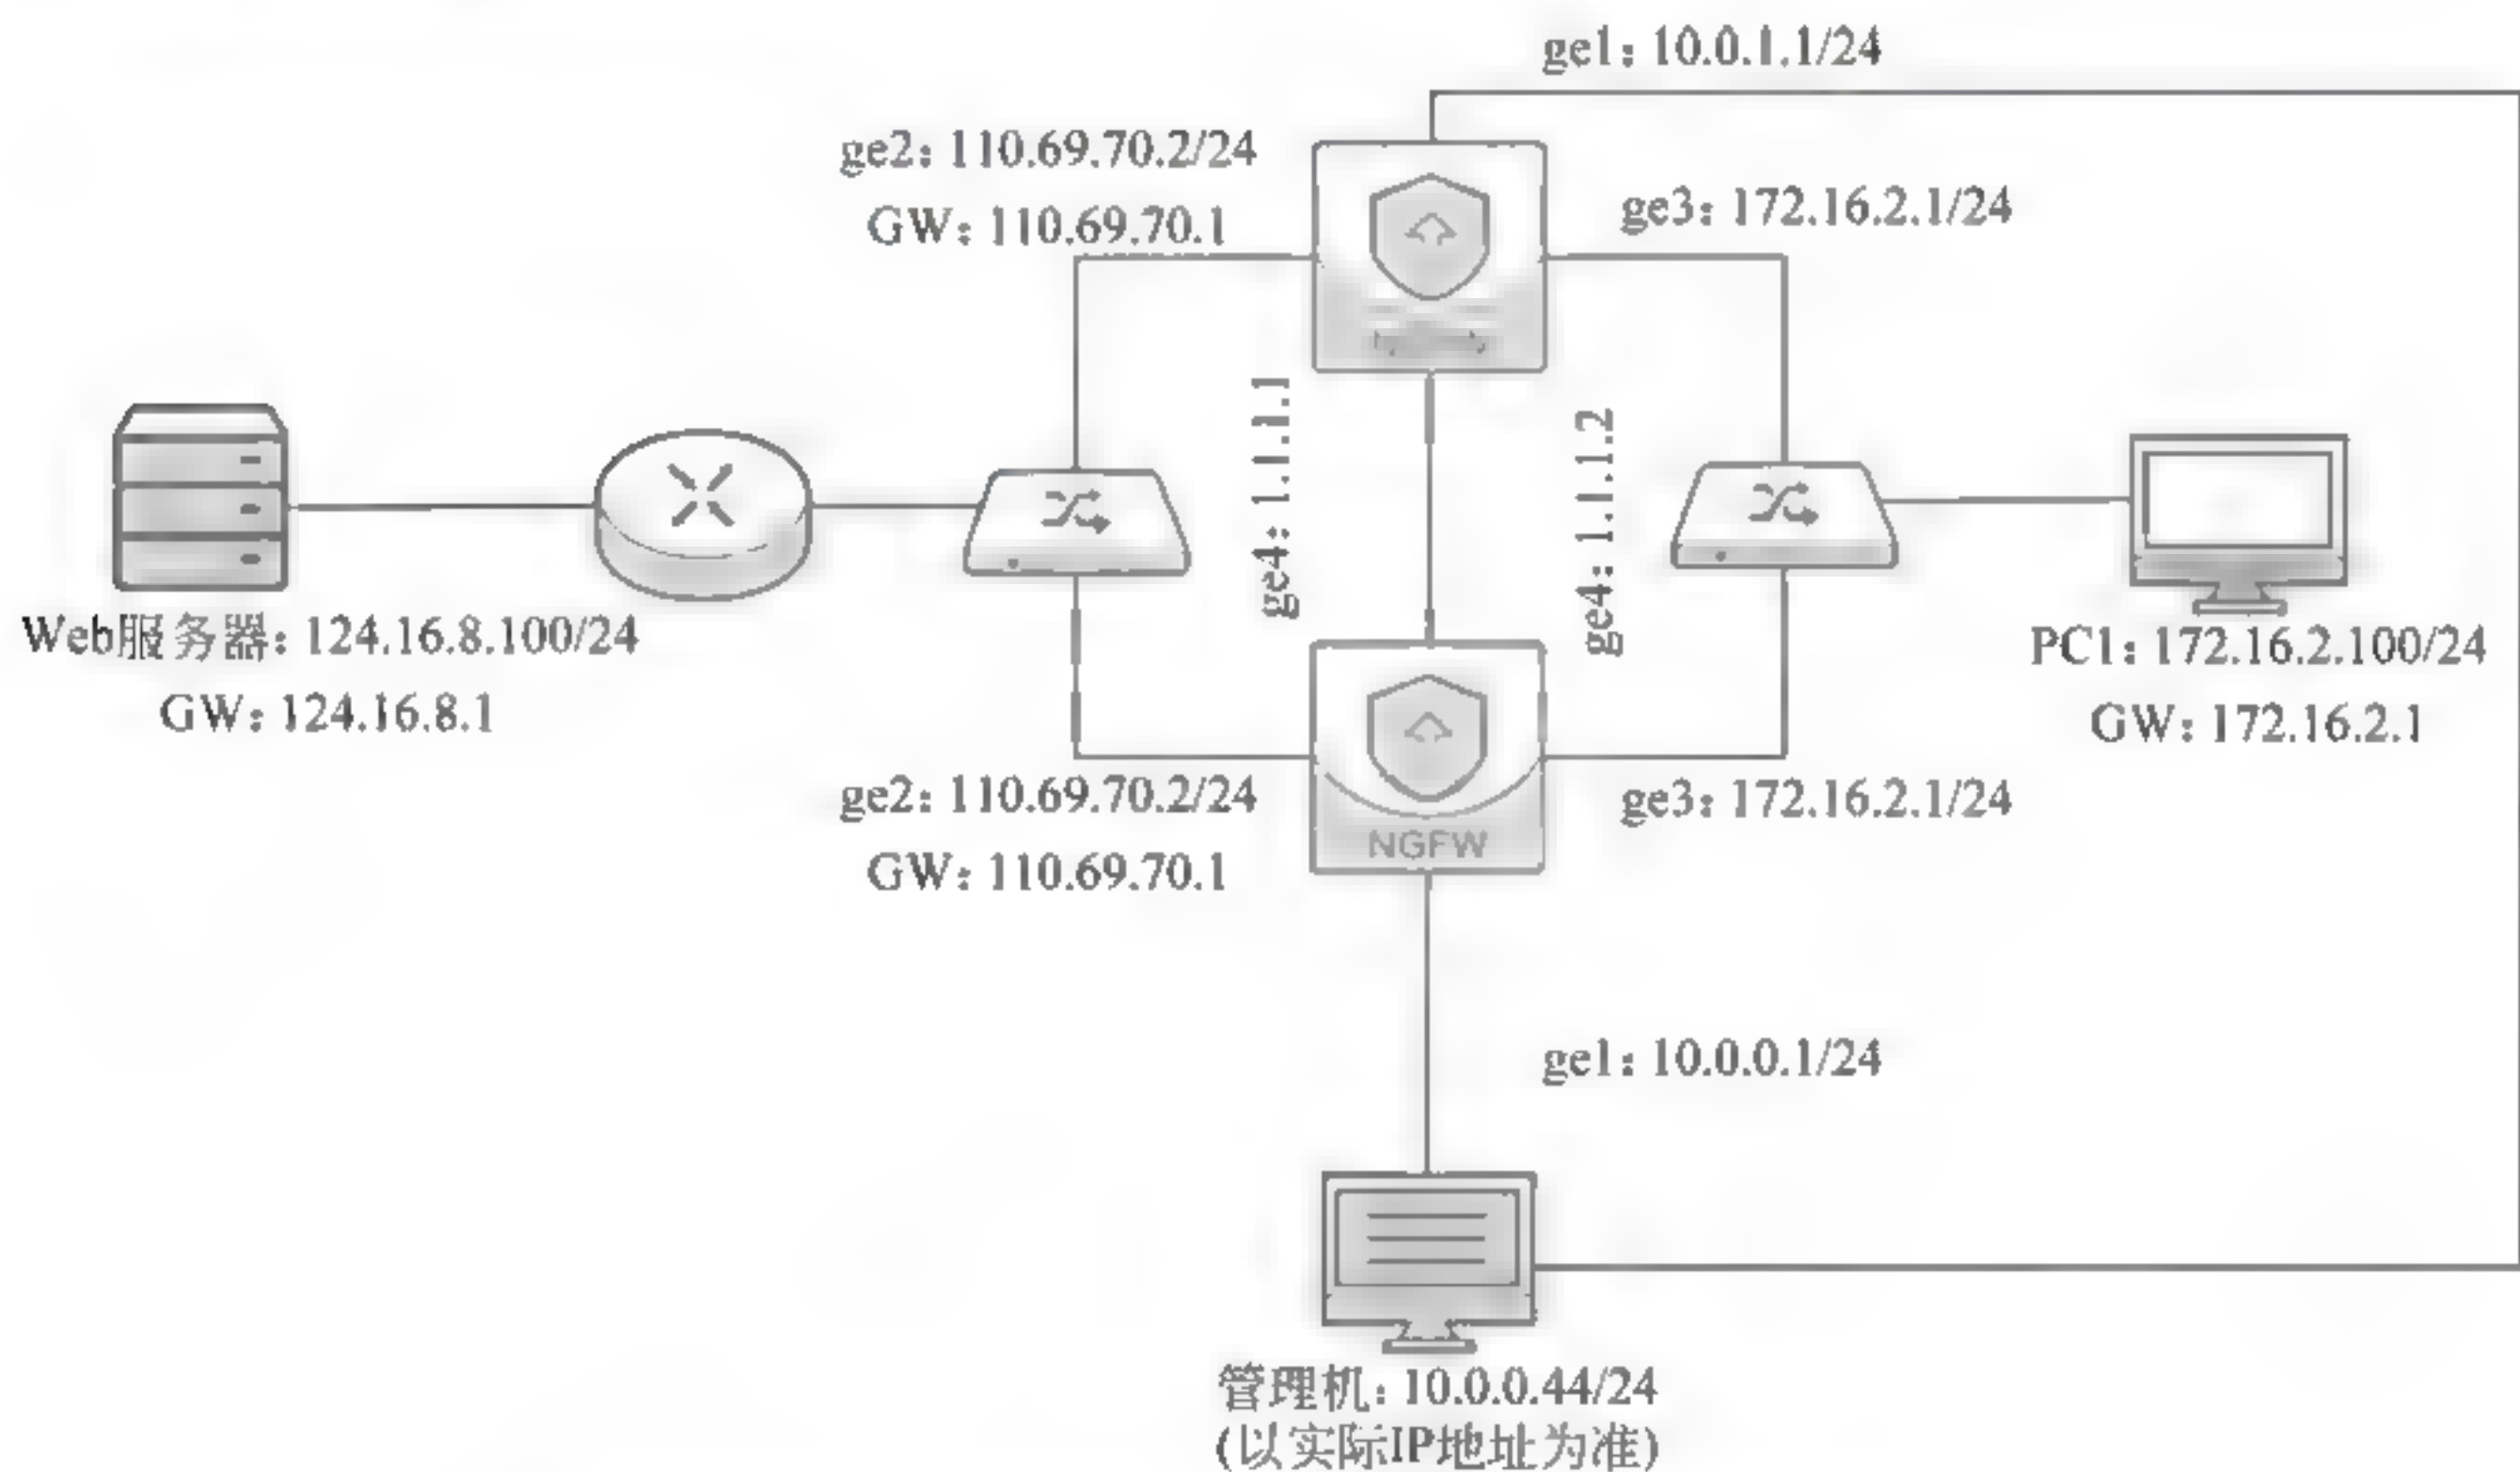 ge1: 10.0.1.1/24
ge2: 110.69.70.2/24
GW: 110.69.70.1
ge3: 172.16.2.1/24
ge4: 1.1.1.1
ge4: 1.1.1.2
Web服务器: 124.16.8.100/24
GW: 124.16.8.1
PC1: 172.16.2.100/24
GW: 172.16.2.1
ge2: 110.69.70.2/24
GW: 110.69.70.1
ge3: 172.16.2.1/24
NGFW
ge1: 10.0.0.1/24
管理机: 10.0.0.44/24
(以实际IP地址为准)